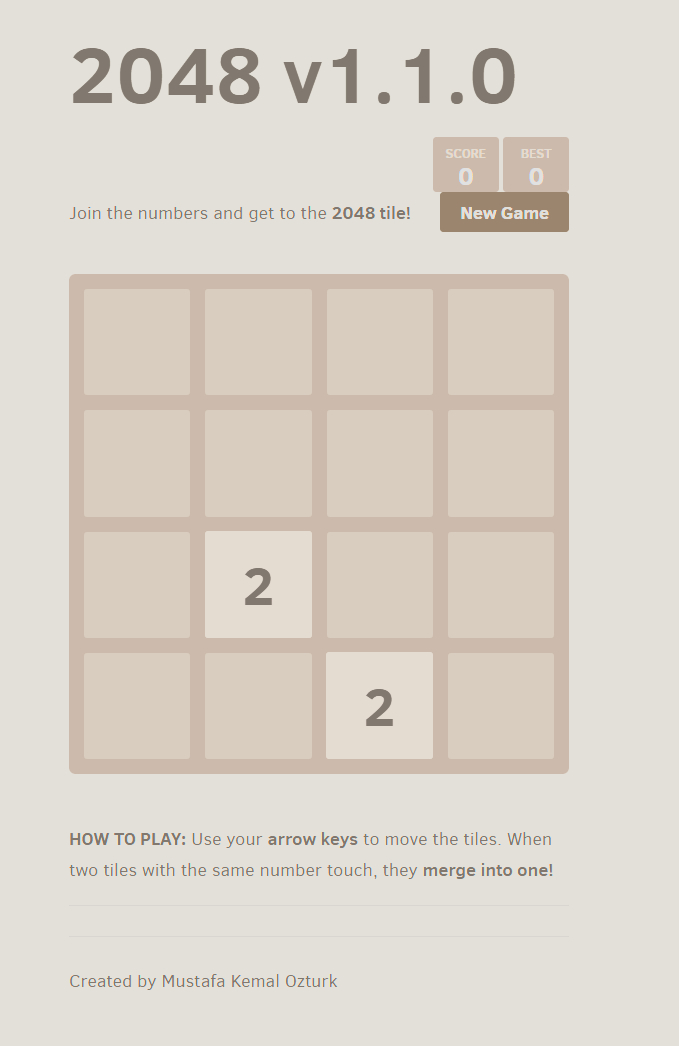 2048 v1.1.0
SCORE BEST
0 0
Join the numbers and get to the 2048 tile! New Game
2
2
HOW TO PLAY: Use your arrow keys to move the tiles. When
two tiles with the same number touch, they merge into one!
Created by Mustafa Kemal Ozturk